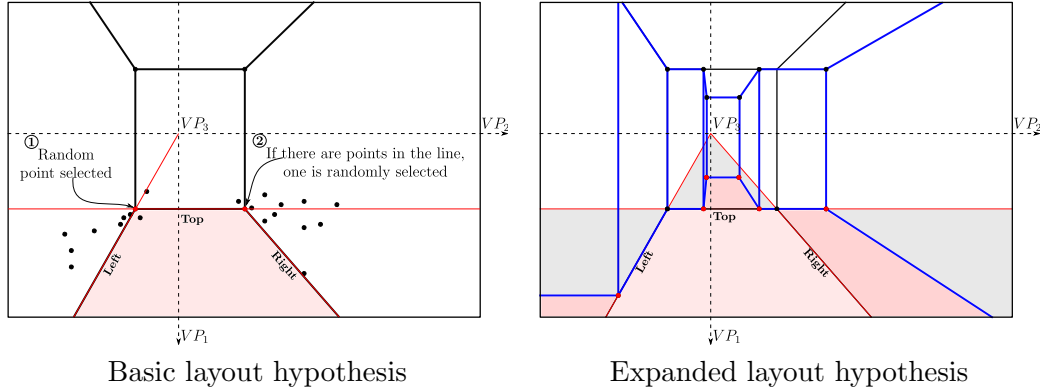 VP3
VP2
①
Random
point selected
②
If there are points in the line,
one is randomly selected
Top
Left
Right
VP1
Basic layout hypothesis
VP3
VP2
Top
Left
Right
VP1
Expanded layout hypothesis